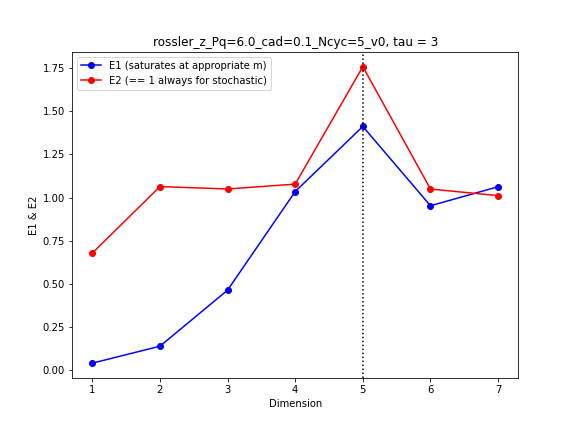 rossler_z_Pq=6.0_cad=0.1_Ncyc=5_v0, tau = 3
E1 (saturates at appropriate m)
E2 (== 1 always for stochastic)
1.75
1.50
1.25
1.00
0.75
0.50
0.25
0.00
E1 & E2
1 2 3 4 5 6 7
Dimension